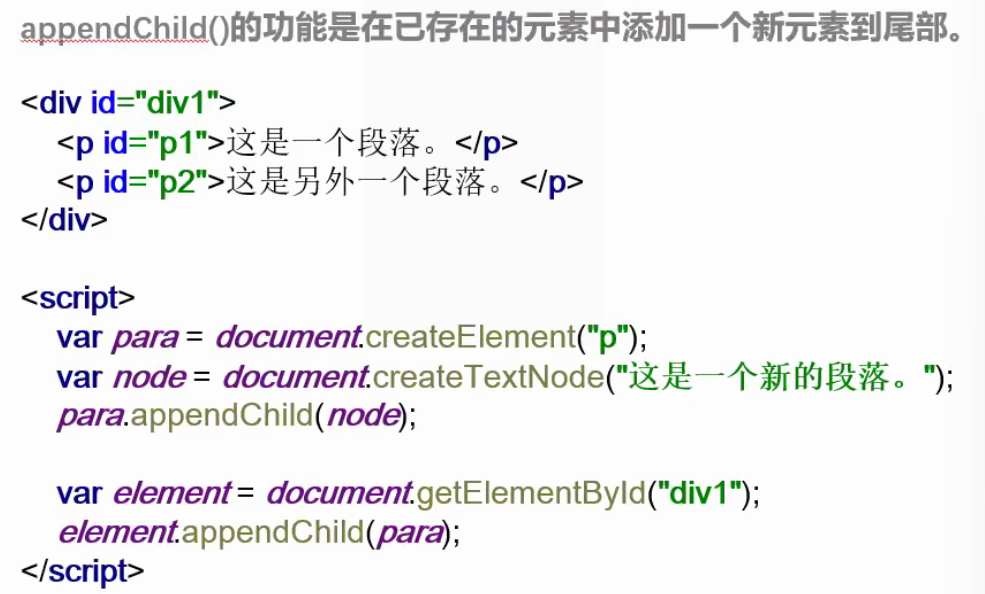 appendChild()的功能是在已存在的元素中添加一个新元素到尾部。
<div id="div1">
<p id="p1">这是一个段落。</p>
<p id="p2">这是另外一个段落。</p>
</div>
<script>
var para = document.createElement("p");
var node = document.createTextNode("这是一个新的段落。");
para.appendChild(node);
var element = document.getElementById("div1");
element.appendChild(para);
</script>